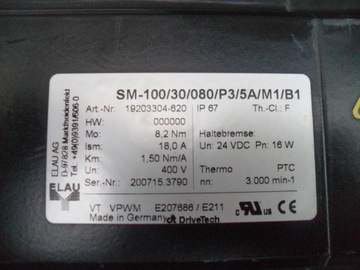 SM-100/30/080/P3/5A/M1/B1
Art.-Nr: 19203304-620 IP 67 Th.-Cl.: F
HW: 000000
Mo: 8,2 Nm Haltebremse:
Ism: 18,0 A Un: 24 VDC Pn: 16 W
Km: 1,50 Nm/A
Un: 400 V Thermo PTC
Ser.-Nr.: 200715.3790 nn: 3.000 min-1
VT VPWM E207686 / E211
Made in Germany DriveTech
ELAU AG
D-97828 Marktheidenfeld
Tel. +49(0)9391/606-0
ELAU
CE
c UL us